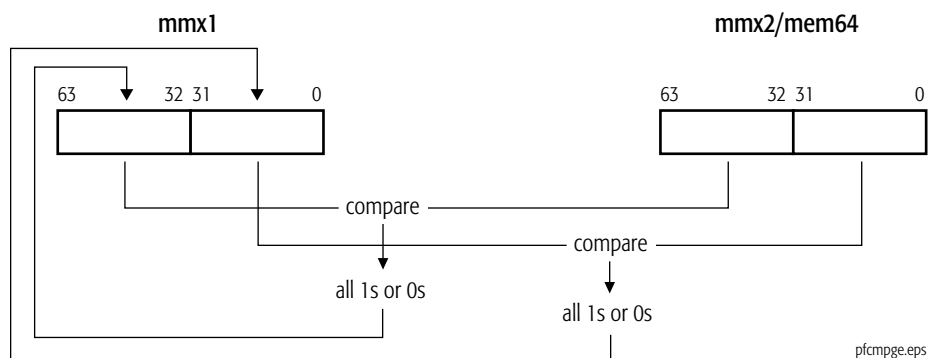 mmx1 mmx2/mem64
63 32 31 0 63 32 31 0
compare
compare
all 1s or 0s
all 1s or 0s
pfcmpge.eps